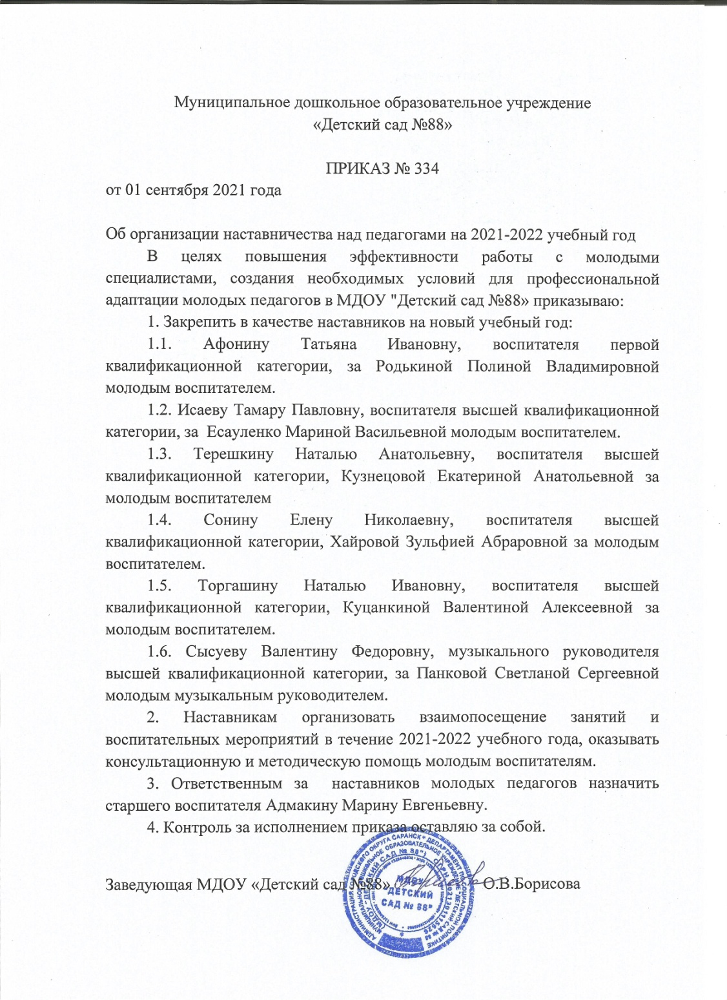 Муниципальное дошкольное образовательное учреждение
«Детский сад №88»
ПРИКАЗ № 334
от 01 сентября 2021 года
Об организации наставничества над педагогами на 2021-2022 учебный год
В целях повышения эффективности работы с молодыми
специалистами, создания необходимых условий для профессиональной
адаптации молодых педагогов в МДОУ "Детский сад №88» приказываю:
1. Закрепить в качестве наставников на новый учебный год:
1.1. Афонину Татьяна Ивановну, воспитателя первой
квалификационной категории, за Родькиной Полиной Владимировной
молодым воспитателем.
1.2. Исаеву Тамару Павловну, воспитателя высшей квалификационной
категории, за Есауленко Мариной Васильевной молодым воспитателем.
1.3. Терешкину Наталью Анатольевну, воспитателя высшей
квалификационной категории, Кузнецовой Екатериной Анатольевной за
молодым воспитателем
1.4. Сонину Елену Николаевну, воспитателя высшей
квалификационной категории, Хайровой Зульфией Абраровной за молодым
воспитателем.
1.5. Торгашину Наталью Ивановну, воспитателя высшей
квалификационной категории, Куцанкиной Валентиной Алексеевной за
молодым воспитателем.
1.6. Сысуеву Валентину Федоровну, музыкального руководителя
высшей квалификационной категории, за Панковой Светланой Сергеевной
молодым музыкальным руководителем.
2. Наставникам организовать взаимопосещение занятий и
воспитательных мероприятий в течение 2021-2022 учебного года, оказывать
консультационную и методическую помощь молодым воспитателям.
3. Ответственным за наставников молодых педагогов назначить
старшего воспитателя Адмакину Марину Евгеньевну.
4. Контроль за исполнением приказа оставляю за собой.
Заведующая МДОУ «Детский сад №88» О.В.Борисова
МДОУ
"ДЕТСКИЙ
САД № 88"